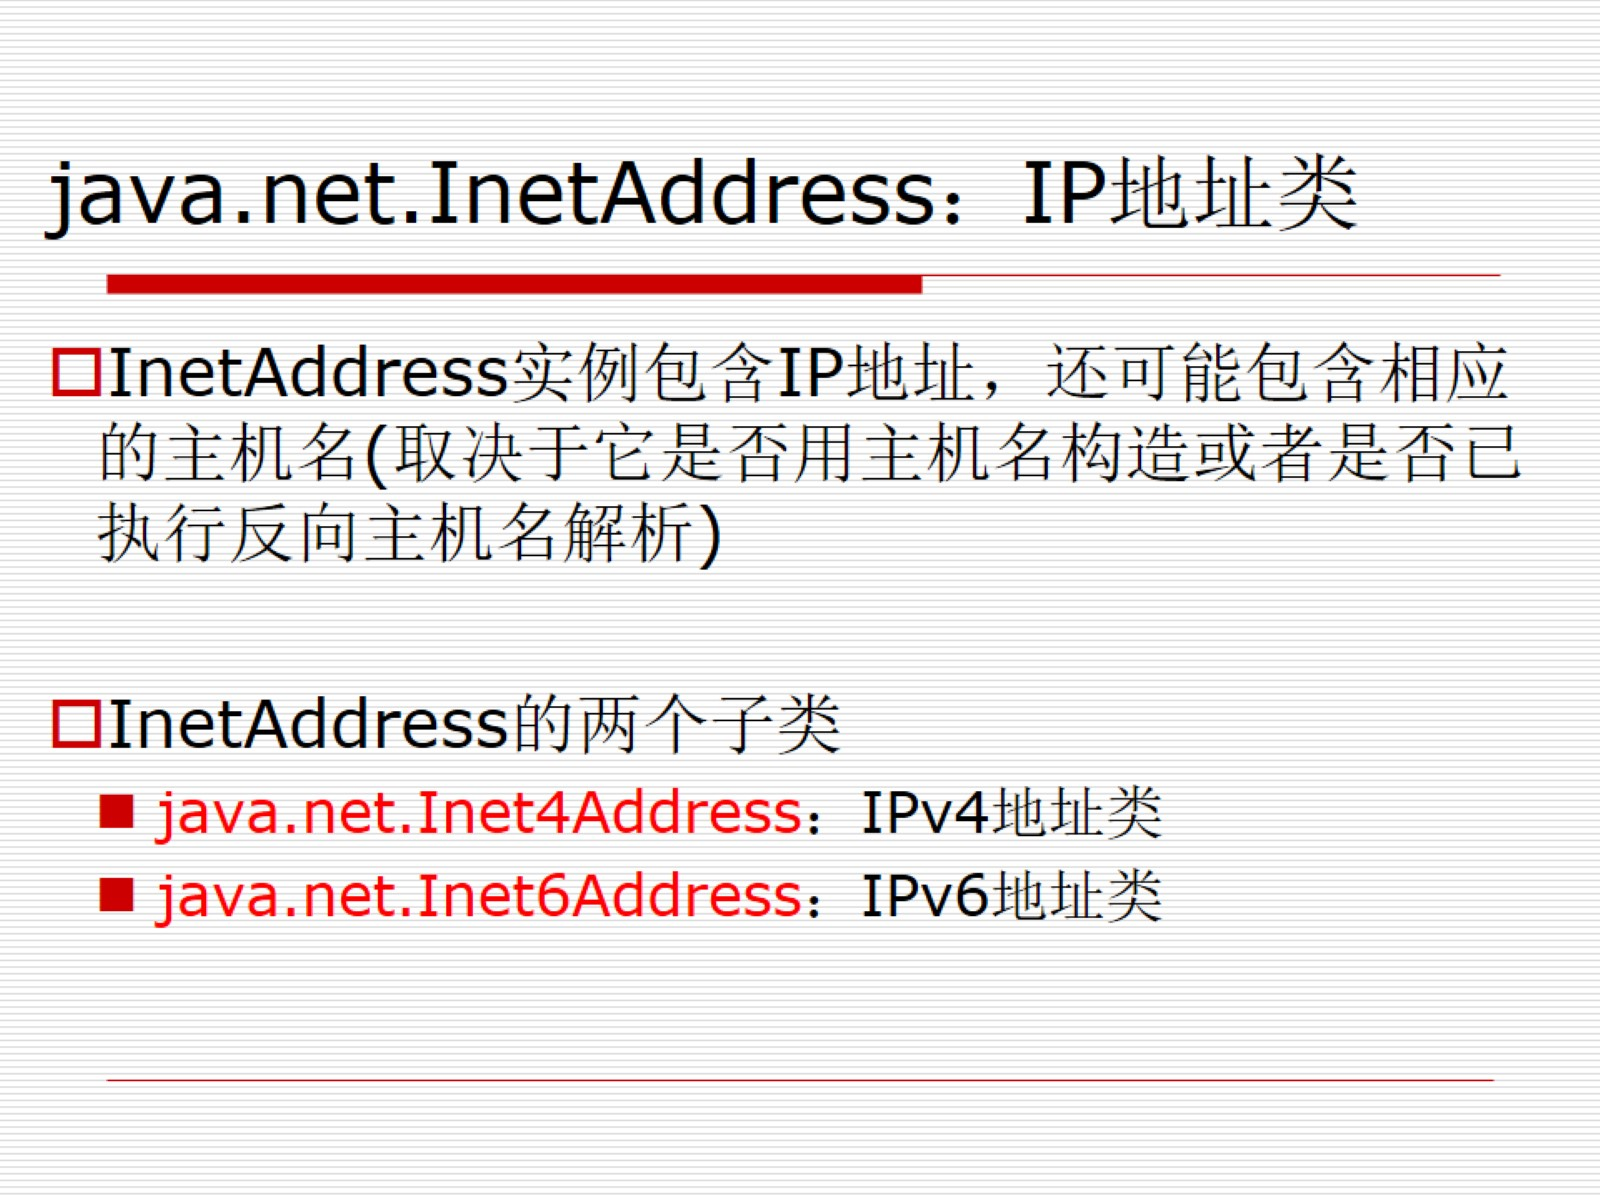 java.net.InetAddress：IP地址类
InetAddress实例包含IP地址，还可能包含相应
的主机名(取决于它是否用主机名构造或者是否已
执行反向主机名解析)
InetAddress的两个子类
java.net.Inet4Address：IPv4地址类
java.net.Inet6Address：IPv6地址类